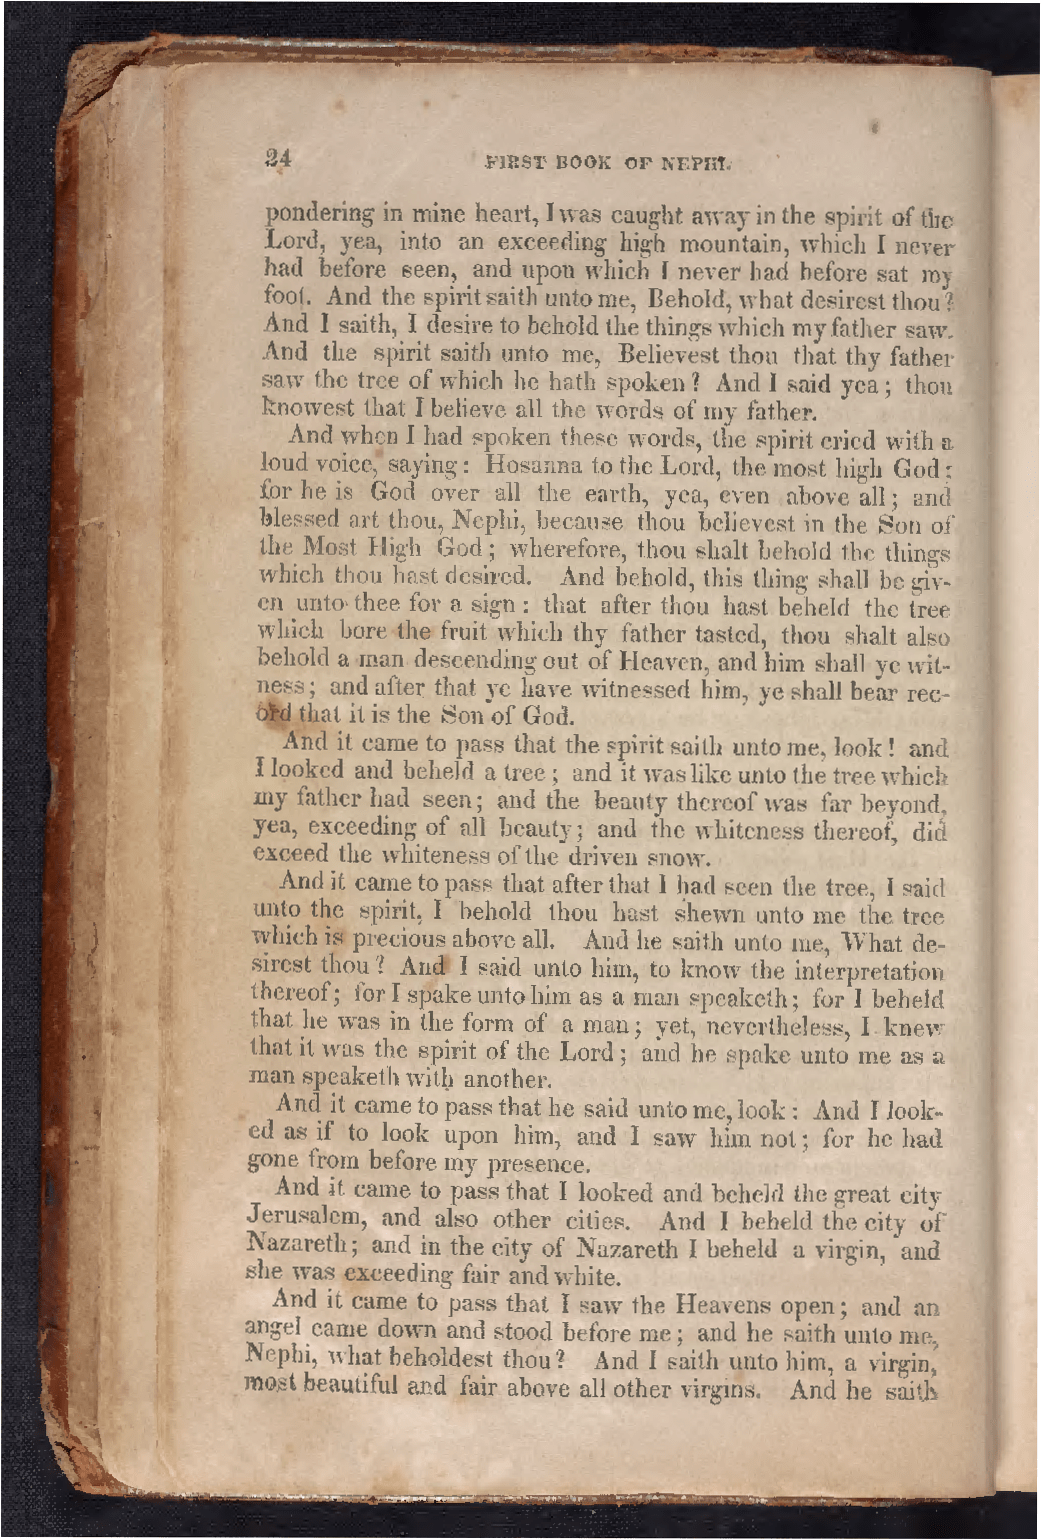 24 FIRST BOOK OF NEPHI.
pondering in mine heart, I was caught away in the spirit of the
Lord, yea, into an exceeding high mountain, which I never
had before seen, and upon which I never had before sat my
foot. And the spirit saith unto me, Behold, what desirest thou?
And I saith, I desire to behold the things which my father saw.
And the spirit saith unto me, Believest thou that thy father
saw the tree of which he hath spoken? And I said yea; thou
knowest that I believe all the words of my father.
And when I had spoken these words, the spirit cried with a
loud voice, saying: Hosanna to the Lord, the most high God;
for he is God over all the earth, yea, even above all; and
blessed art thou, Nephi, because thou believest in the Son of
the Most High God; wherefore, thou shalt behold the things
which thou hast desired. And behold, this thing shall be giv-
en unto thee for a sign: that after thou hast beheld the tree
which bore the fruit which thy father tasted, thou shalt also
behold a man descending out of Heaven, and him shall ye wit-
ness; and after that ye have witnessed him, ye shall bear rec-
ord that it is the Son of God.
And it came to pass that the spirit saith unto me, look! and
I looked and beheld a tree; and it was like unto the tree which
my father had seen; and the beauty thereof was far beyond,
yea, exceeding of all beauty; and the whiteness thereof, did
exceed the whiteness of the driven snow.
And it came to pass that after that I had seen the tree, I said
unto the spirit, I behold thou hast shewn unto me the tree
which is precious above all. And he saith unto me, What de-
sirest thou? And I said unto him, to know the interpretation
thereof; for I spake unto him as a man speaketh; for I beheld
that he was in the form of a man; yet, nevertheless, I knew
that it was the spirit of the Lord; and he spake unto me as a
man speaketh with another.
And it came to pass that he said unto me, look: And I look-
ed as if to look upon him, and I saw him not; for he had
gone from before my presence.
And it came to pass that I looked and beheld the great city
Jerusalem, and also other cities. And I beheld the city of
Nazareth; and in the city of Nazareth I beheld a virgin, and
she was exceeding fair and white.
And it came to pass that I saw the Heavens open; and an
angel came down and stood before me; and he saith unto me,
Nephi, what beholdest thou? And I saith unto him, a virgin,
most beautiful and fair above all other virgins. And he saith